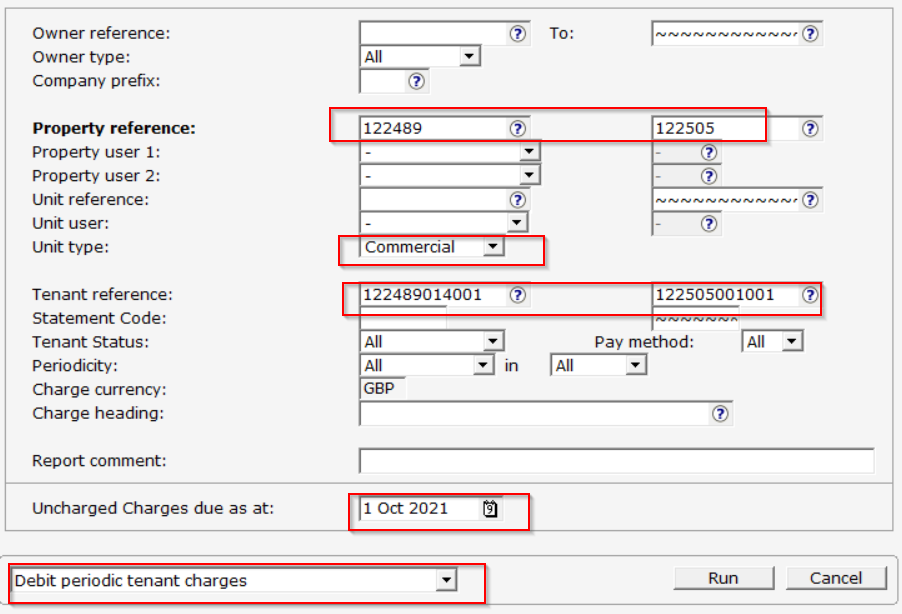 Owner reference: ? To: ~~~~~~~~~~~~ ?
Owner type: All
Company prefix: ?
Property reference: 122489 ? 122505 ?
Property user 1: - - ?
Property user 2: - - ?
Unit reference: ? ~~~~~~~~~~~~ ?
Unit user: - - ?
Unit type: Commercial
Tenant reference: 122489014001 ? 122505001001 ?
Statement Code: ~~~~~~~
Tenant Status: All Pay method: All
Periodicity: All in All
Charge currency: GBP
Charge heading: ?
Report comment:
Uncharged Charges due as at: 1 Oct 2021 9
Debit periodic tenant charges Run Cancel